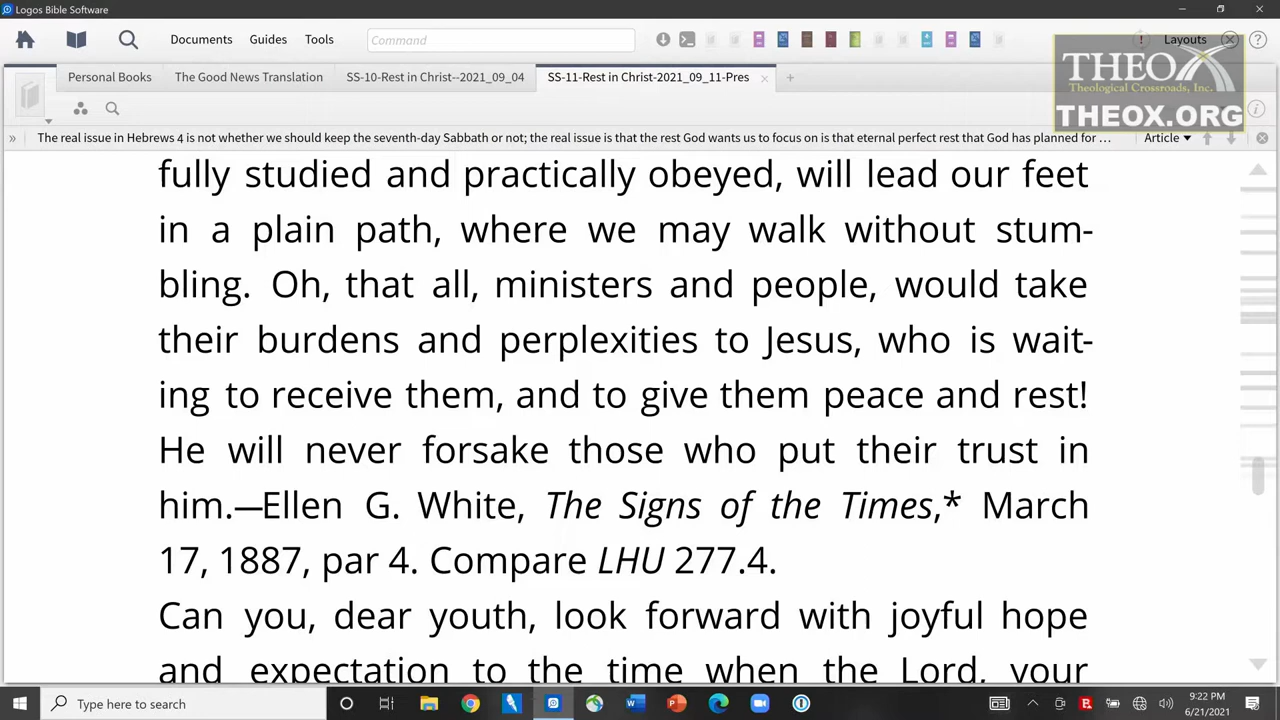 Logos Bible Software
Documents Guides Tools Command Layouts
THEOX
Theological Crossroads, Inc.
THEOX.ORG
Personal Books The Good News Translation SS-10-Rest in Christ--2021_09_04 SS-11-Rest in Christ-2021_09_11-Pres
The real issue in Hebrews 4 is not whether we should keep the seventh-day Sabbath or not; the real issue is that the rest God wants us to focus on is that eternal perfect rest that God has planned for … Article
fully studied and practically obeyed, will lead our feet
in a plain path, where we may walk without stum-
bling. Oh, that all, ministers and people, would take
their burdens and perplexities to Jesus, who is wait-
ing to receive them, and to give them peace and rest!
He will never forsake those who put their trust in
him.—Ellen G. White, The Signs of the Times,* March
17, 1887, par 4. Compare LHU 277.4.
Can you, dear youth, look forward with joyful hope
and expectation to the time when the Lord, your
Type here to search
9:22 PM
6/21/2021